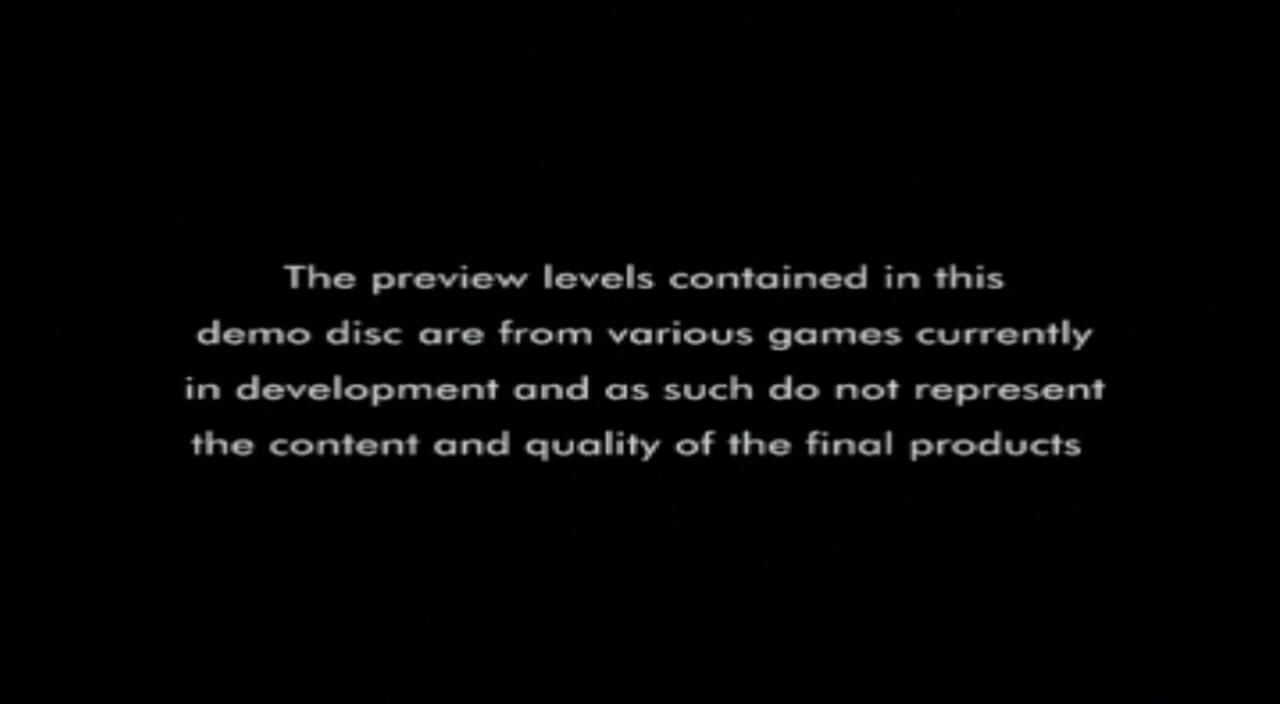 The preview levels contained in this
demo disc are from various games currently
in development and as such do not represent
the content and quality of the final products